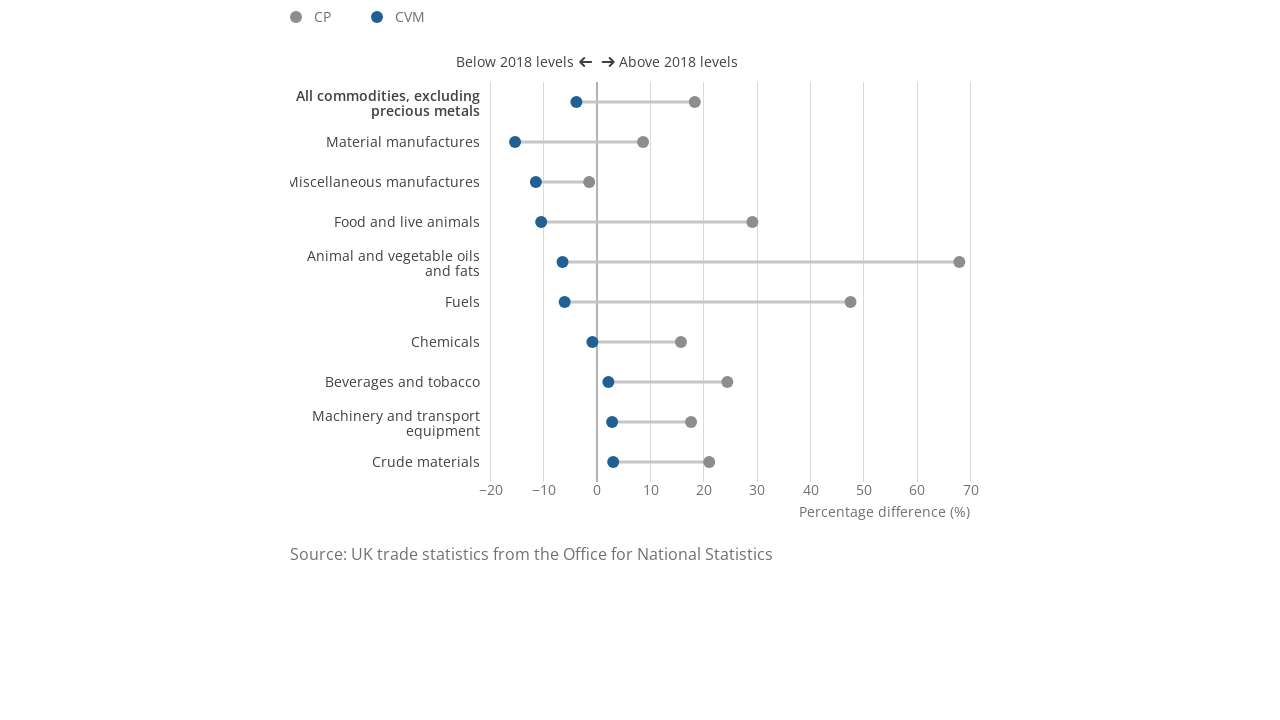 CP
CVM
Below 2018 levels ← → Above 2018 levels
All commodities, excluding
precious metals
Material manufactures
Miscellaneous manufactures
Food and live animals
Animal and vegetable oils
and fats
Fuels
Chemicals
Beverages and tobacco
Machinery and transport
equipment
Crude materials
−20 −10 0 10 20 30 40 50 60 70
Percentage difference (%)
Source: UK trade statistics from the Office for National Statistics